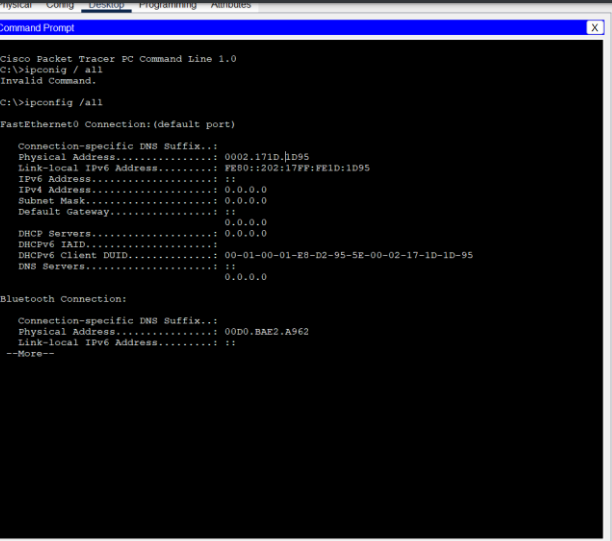 Physical Config Desktop Programming Attributes
Command Prompt
X
Cisco Packet Tracer PC Command Line 1.0
C:\>ipconig / all
Invalid Command.
C:\>ipconfig /all
FastEthernet0 Connection:(default port)
Connection-specific DNS Suffix..:
Physical Address................: 0002.171D.1D95
Link-local IPv6 Address.........: FE80::202:17FF:FE1D:1D95
IPv6 Address....................: ::
IPv4 Address....................: 0.0.0.0
Subnet Mask.....................: 0.0.0.0
Default Gateway.................: ::
0.0.0.0
DHCP Servers....................: 0.0.0.0
DHCPv6 IAID.....................:
DHCPv6 Client DUID..............: 00-01-00-01-E8-D2-95-5E-00-02-17-1D-1D-95
DNS Servers.....................: ::
0.0.0.0
Bluetooth Connection:
Connection-specific DNS Suffix..:
Physical Address................: 00D0.BAE2.A962
Link-local IPv6 Address.........: ::
--More--